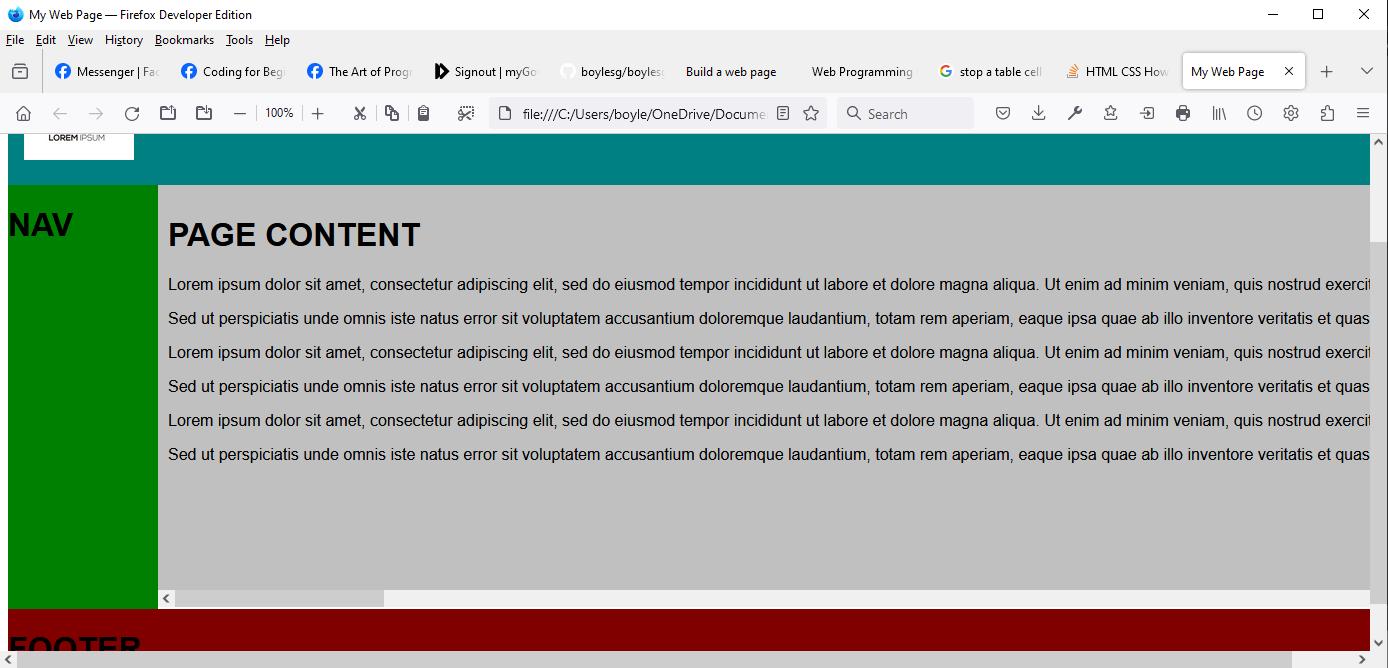 My Web Page — Firefox Developer Edition
File Edit View History Bookmarks Tools Help
Messenger | Fac Coding for Begi The Art of Progr Signout | myGo boylesg/boylesg Build a web page Web Programming stop a table cell HTML CSS How My Web Page
100% file:///C:/Users/boyle/OneDrive/Docume Search
LOREM IPSUM
NAV
PAGE CONTENT
Lorem ipsum dolor sit amet, consectetur adipiscing elit, sed do eiusmod tempor incididunt ut labore et dolore magna aliqua. Ut enim ad minim veniam, quis nostrud exercit
Sed ut perspiciatis unde omnis iste natus error sit voluptatem accusantium doloremque laudantium, totam rem aperiam, eaque ipsa quae ab illo inventore veritatis et quas
Lorem ipsum dolor sit amet, consectetur adipiscing elit, sed do eiusmod tempor incididunt ut labore et dolore magna aliqua. Ut enim ad minim veniam, quis nostrud exercit
Sed ut perspiciatis unde omnis iste natus error sit voluptatem accusantium doloremque laudantium, totam rem aperiam, eaque ipsa quae ab illo inventore veritatis et quas
Lorem ipsum dolor sit amet, consectetur adipiscing elit, sed do eiusmod tempor incididunt ut labore et dolore magna aliqua. Ut enim ad minim veniam, quis nostrud exercit
Sed ut perspiciatis unde omnis iste natus error sit voluptatem accusantium doloremque laudantium, totam rem aperiam, eaque ipsa quae ab illo inventore veritatis et quas
FOOTER